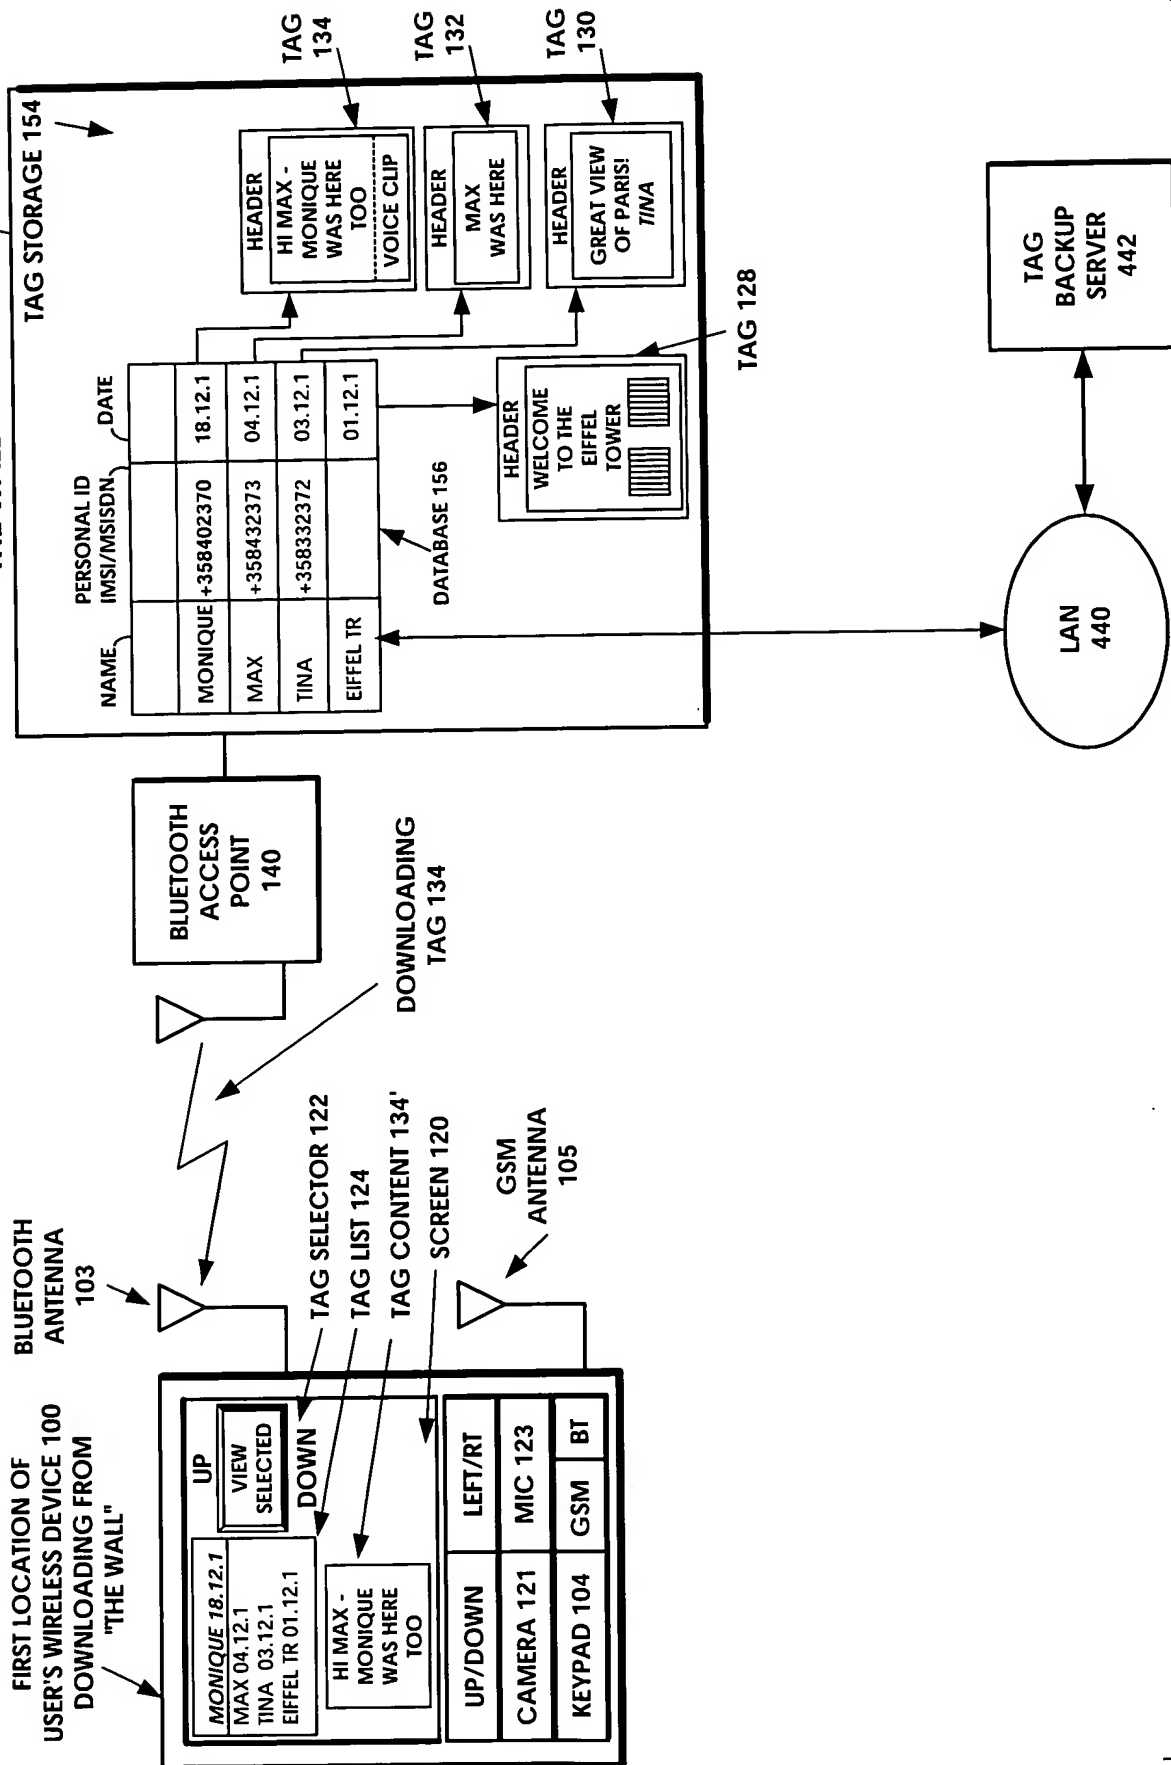 FIRST LOCATION OF
USER'S WIRELESS DEVICE 100
DOWNLOADING FROM
"THE WALL"
BLUETOOTH
ANTENNA
103
MONIQUE 18.12.1
MAX 04.12.1
TINA 03.12.1
EIFFEL TR 01.12.1
UP
VIEW
SELECTED
DOWN
HI MAX -
MONIQUE
WAS HERE
TOO
UP/DOWN
LEFT/RT
CAMERA 121
MIC 123
KEYPAD 104
GSM
BT
TAG SELECTOR 122
TAG LIST 124
TAG CONTENT 134'
SCREEN 120
GSM
ANTENNA
105
DOWNLOADING
TAG 134
BLUETOOTH
ACCESS
POINT
140
TAG STORAGE 154
NAME
PERSONAL ID
IMSI/MSISDN
DATE
MONIQUE +358402370 18.12.1
MAX +358432373 04.12.1
TINA +358332372 03.12.1
EIFFEL TR 01.12.1
DATABASE 156
HEADER
HI MAX -
MONIQUE
WAS HERE
TOO
VOICE CLIP
TAG
134
HEADER
MAX
WAS HERE
TAG
132
HEADER
GREAT VIEW
OF PARIS!
TINA
TAG
130
HEADER
WELCOME
TO THE
EIFFEL
TOWER
TAG 128
LAN
440
TAG
BACKUP
SERVER
442